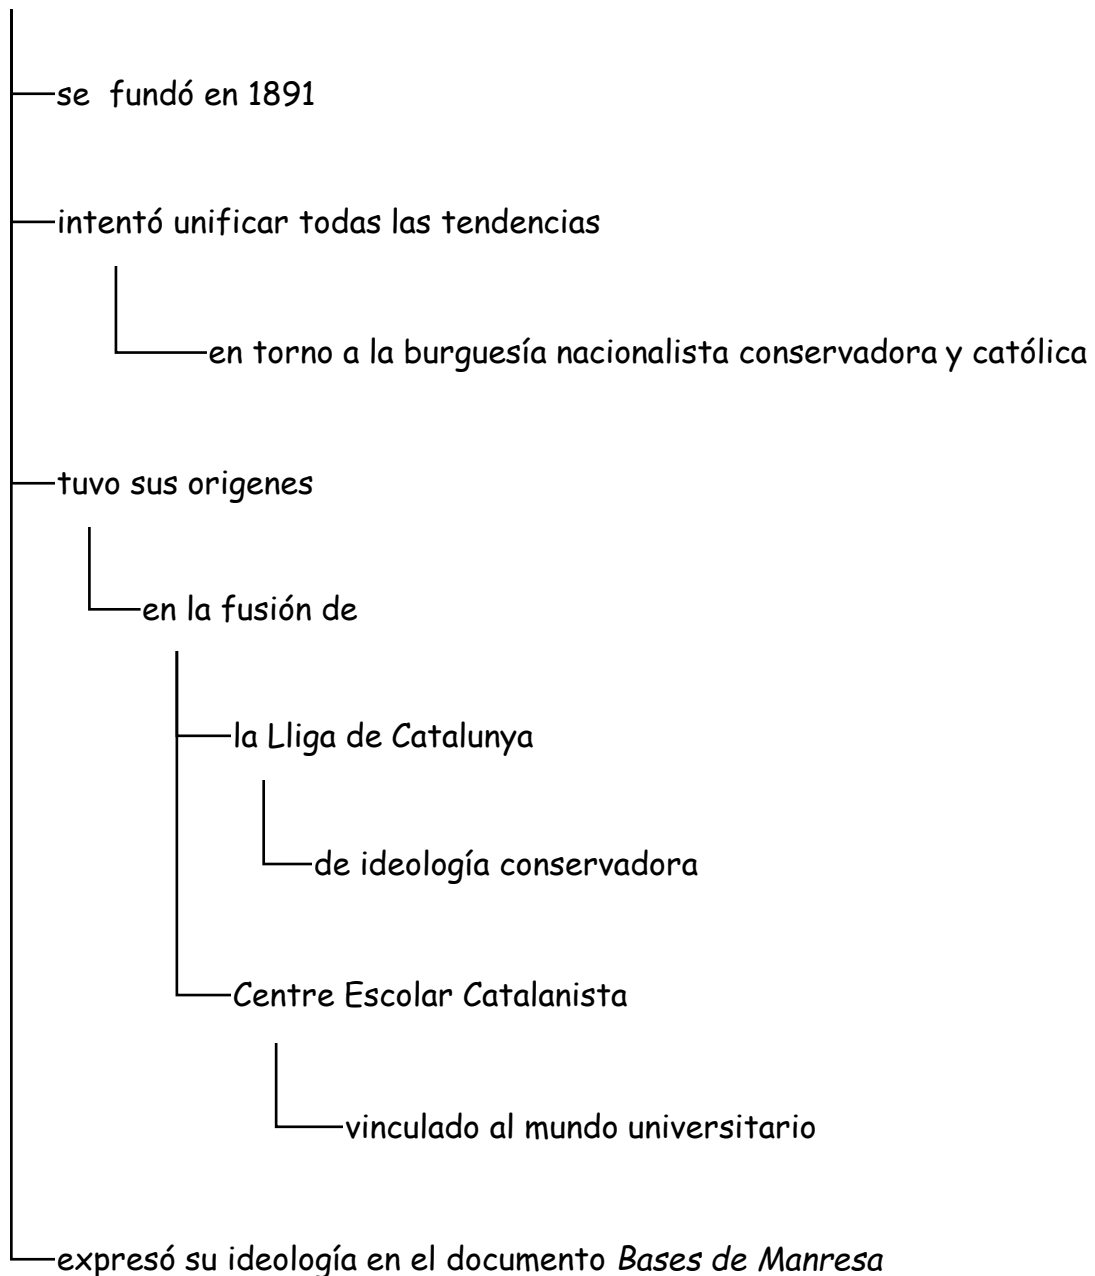 se fundó en 1891
intentó unificar todas las tendencias
en torno a la burguesía nacionalista conservadora y católica
tuvo sus origenes
en la fusión de
la Lliga de Catalunya
de ideología conservadora
Centre Escolar Catalanista
vinculado al mundo universitario
expresó su ideología en el documento Bases de Manresa